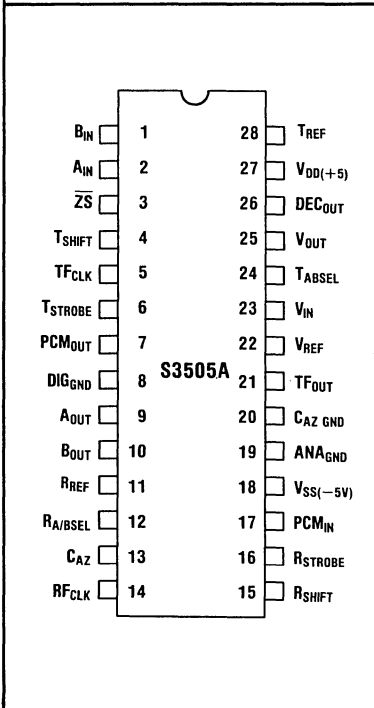 B_IN 1 28 T_REF
A_IN 2 27 V_DD(+5)
Z̅S̅ 3 26 DEC_OUT
T_SHIFT 4 25 V_OUT
TF_CLK 5 24 T_ABSEL
T_STROBE 6 23 V_IN
PCM_OUT 7 22 V_REF
DIG_GND 8 S3505A 21 TF_OUT
A_OUT 9 20 C_AZ GND
B_OUT 10 19 ANA_GND
R_REF 11 18 V_SS(−5V)
R_A/BSEL 12 17 PCM_IN
C_AZ 13 16 R_STROBE
RF_CLK 14 15 R_SHIFT